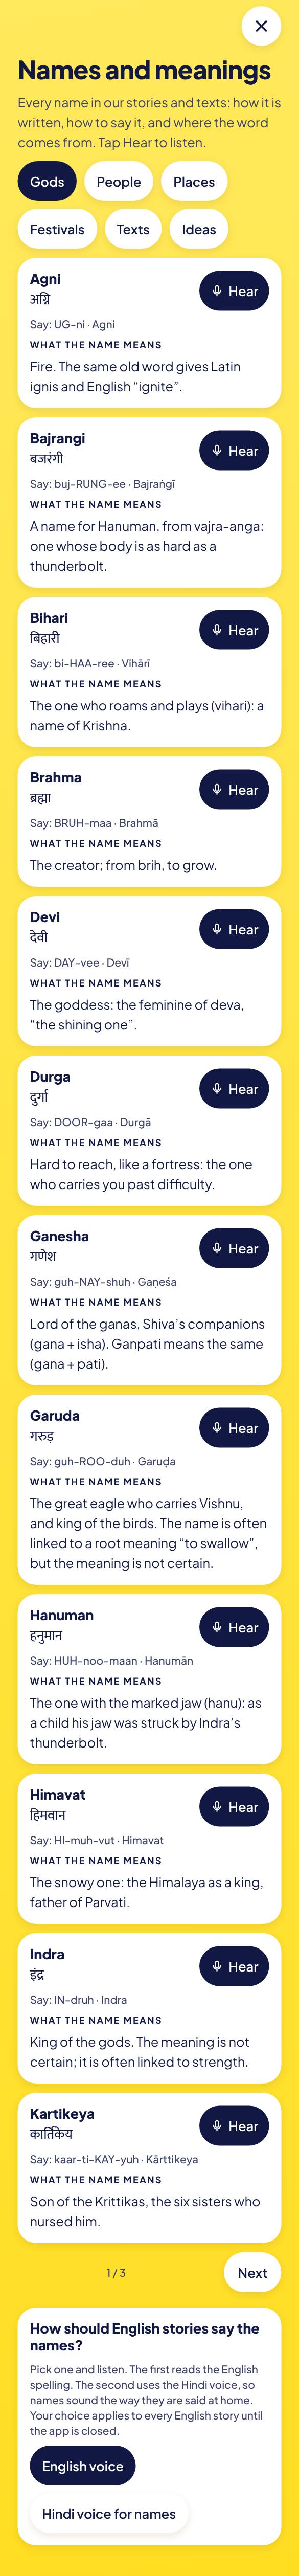 Names and meanings
Every name in our stories and texts: how it is
written, how to say it, and where the word
comes from. Tap Hear to listen.
Gods People Places
Festivals Texts Ideas
Agni
Hear
अग्नि
Say: UG-ni · Agni
WHAT THE NAME MEANS
Fire. The same old word gives Latin
ignis and English “ignite”.
Bajrangi
Hear
बजरंगी
Say: buj-RUNG-ee · Bajraṅgī
WHAT THE NAME MEANS
A name for Hanuman, from vajra-anga:
one whose body is as hard as a
thunderbolt.
Bihari
Hear
बिहारी
Say: bi-HAA-ree · Vihārī
WHAT THE NAME MEANS
The one who roams and plays (vihari): a
name of Krishna.
Brahma
Hear
ब्रह्मा
Say: BRUH-maa · Brahmā
WHAT THE NAME MEANS
The creator; from brih, to grow.
Devi
Hear
देवी
Say: DAY-vee · Devī
WHAT THE NAME MEANS
The goddess: the feminine of deva,
“the shining one”.
Durga
Hear
दुर्गा
Say: DOOR-gaa · Durgā
WHAT THE NAME MEANS
Hard to reach, like a fortress: the one
who carries you past difficulty.
Ganesha
Hear
गणेश
Say: guh-NAY-shuh · Gaṇeśa
WHAT THE NAME MEANS
Lord of the ganas, Shiva’s companions
(gana + isha). Ganpati means the same
(gana + pati).
Garuda
Hear
गरुड़
Say: guh-ROO-duh · Garuḍa
WHAT THE NAME MEANS
The great eagle who carries Vishnu,
and king of the birds. The name is often
linked to a root meaning “to swallow”,
but the meaning is not certain.
Hanuman
Hear
हनुमान
Say: HUH-noo-maan · Hanumān
WHAT THE NAME MEANS
The one with the marked jaw (hanu): as
a child his jaw was struck by Indra’s
thunderbolt.
Himavat
Hear
हिमवान
Say: HI-muh-vut · Himavat
WHAT THE NAME MEANS
The snowy one: the Himalaya as a king,
father of Parvati.
Indra
Hear
इंद्र
Say: IN-druh · Indra
WHAT THE NAME MEANS
King of the gods. The meaning is not
certain; it is often linked to strength.
Kartikeya
Hear
कार्तिकेय
Say: kaar-ti-KAY-yuh · Kārttikeya
WHAT THE NAME MEANS
Son of the Krittikas, the six sisters who
nursed him.
1 / 3 Next
How should English stories say the
names?
Pick one and listen. The first reads the English
spelling. The second uses the Hindi voice, so
names sound the way they are said at home.
Your choice applies to every English story until
the app is closed.
English voice
Hindi voice for names